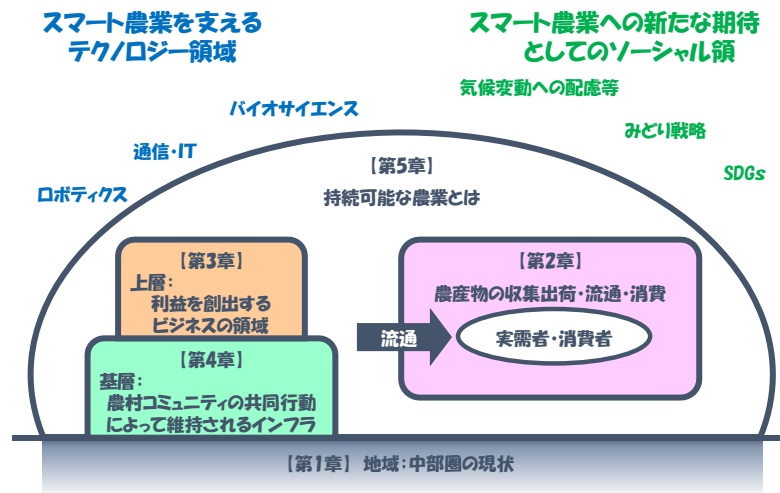 スマート農業を支える
テクノロジー領域
スマート農業への新たな期待
としてのソーシャル領
気候変動への配慮等
バイオサイエンス
みどり戦略
通信・IT
SDGs
ロボティクス
【第5章】
持続可能な農業とは
【第3章】
上層：
利益を創出する
ビジネスの領域
【第2章】
農産物の収集出荷・流通・消費
流通
実需者・消費者
【第4章】
基層：
農村コミュニティの共同行動
によって維持されるインフラ
【第1章】地域：中部圏の現状